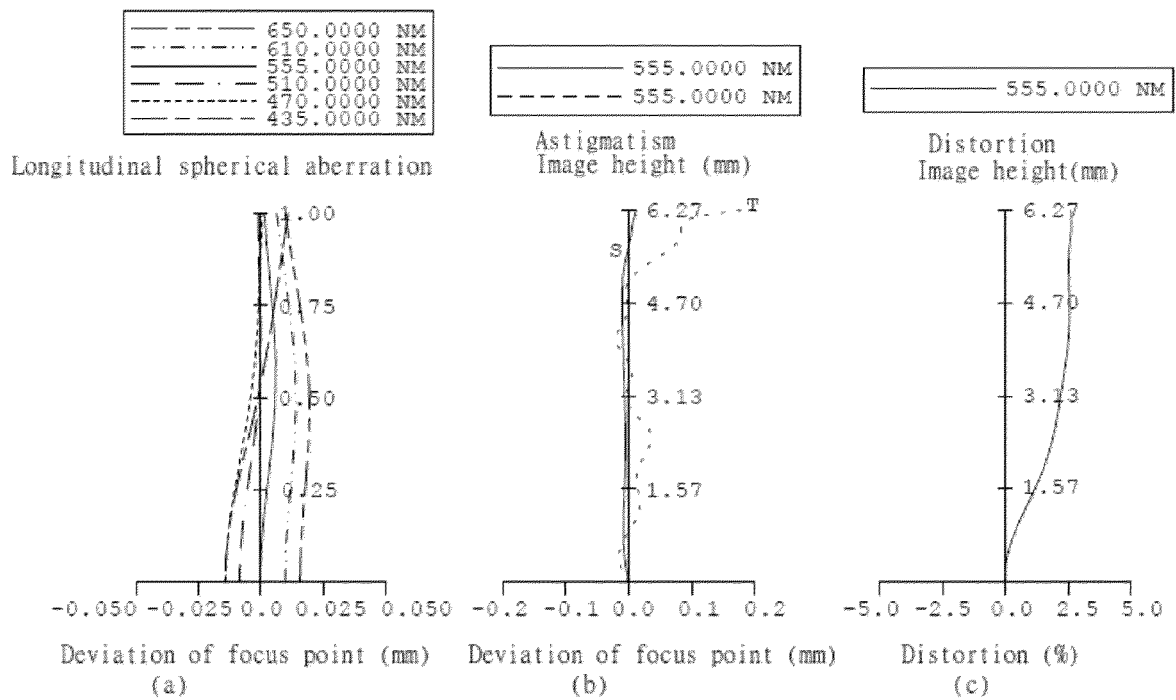 650.0000 NM
610.0000 NM
555.0000 NM
510.0000 NM
470.0000 NM
435.0000 NM
Longitudinal spherical aberration
1.00
0.75
0.50
0.25
-0.050 -0.025 0.0 0.025 0.050
Deviation of focus point (mm)
(a)
555.0000 NM
555.0000 NM
Astigmatism
Image height (mm)
6.27 T
S
4.70
3.13
1.57
-0.2 -0.1 0.0 0.1 0.2
Deviation of focus point (mm)
(b)
555.0000 NM
Distortion
Image height(mm)
6.27
4.70
3.13
1.57
-5.0 -2.5 0.0 2.5 5.0
Distortion (%)
(c)